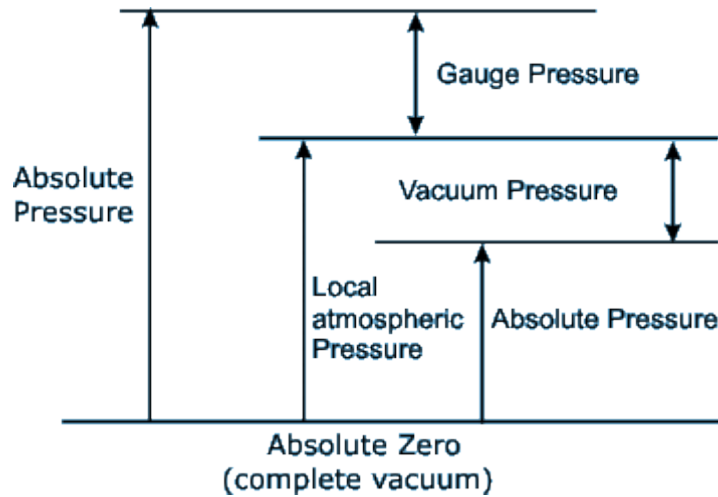 Gauge Pressure
Absolute
Pressure
Vacuum Pressure
Local
atmospheric
Pressure
Absolute Pressure
Absolute Zero
(complete vacuum)